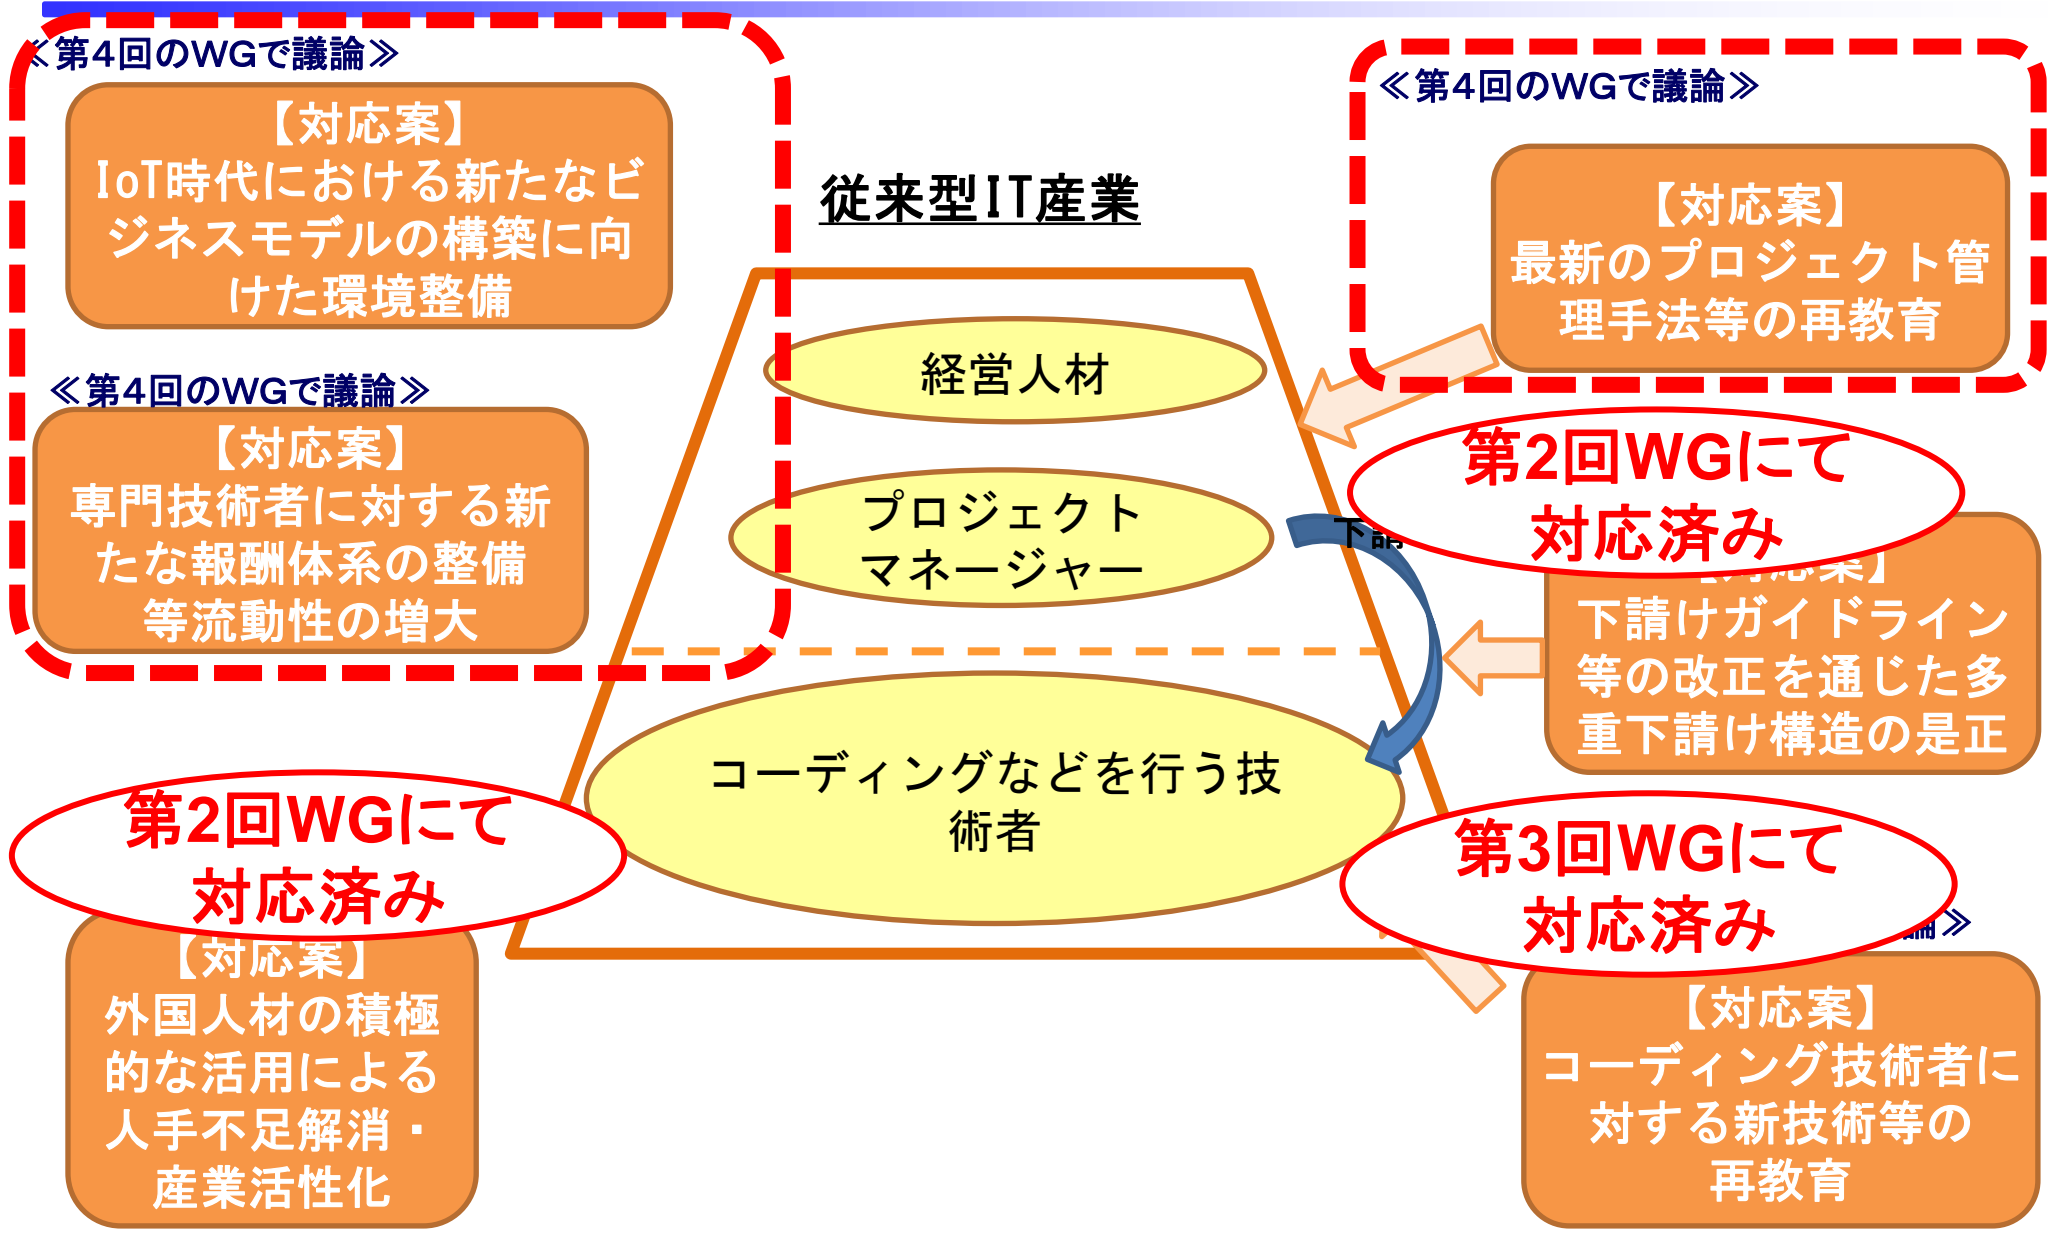 ≪第4回のWGで議論≫
【対応案】
IoT時代における新たなビ
ジネスモデルの構築に向
けた環境整備
≪第4回のWGで議論≫
【対応案】
専門技術者に対する新
たな報酬体系の整備
等流動性の増大
従来型IT産業
経営人材
プロジェクト
マネージャー
コーディングなどを行う技
術者
≪第4回のWGで議論≫
【対応案】
最新のプロジェクト管
理手法等の再教育
第2回WGにて
対応済み
下請
【対応案】
下請けガイドライン
等の改正を通じた多
重下請け構造の是正
第2回WGにて
対応済み
【対応案】
外国人材の積極
的な活用による
人手不足解消・
産業活性化
第3回WGにて
対応済み
論≫
【対応案】
コーディング技術者に
対する新技術等の
再教育